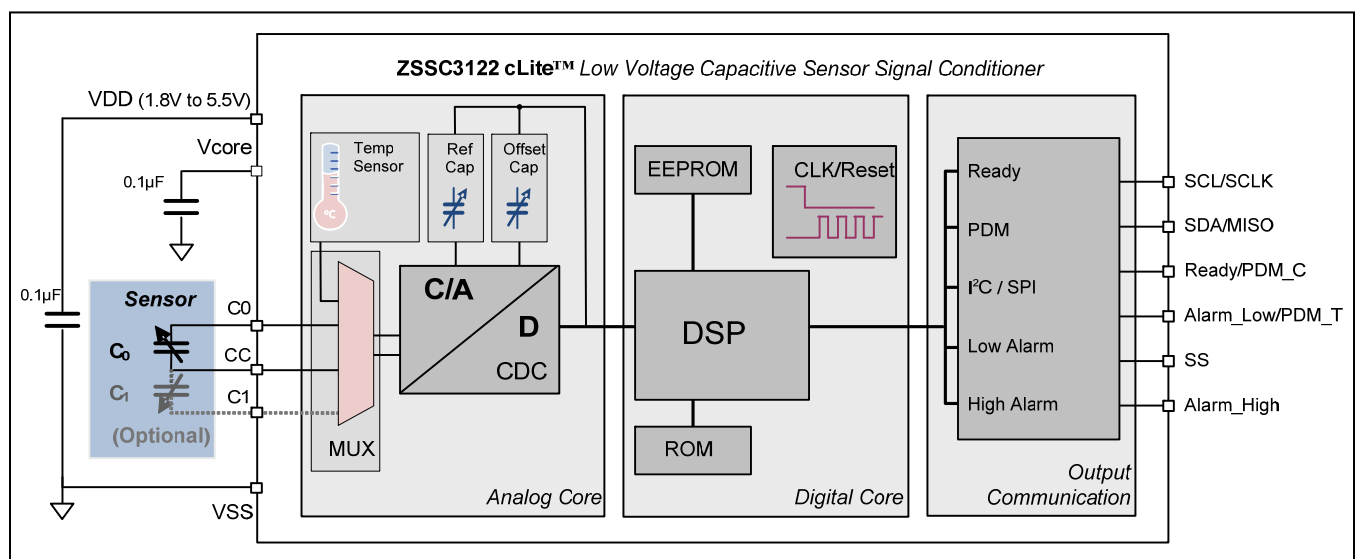 ZSSC3122 cLite™ Low Voltage Capacitive Sensor Signal Conditioner
VDD (1.8V to 5.5V)
Vcore
0.1µF
0.1µF
Sensor
C0
C0
CC
C1
C1
(Optional)
VSS
Temp
Sensor
ºC
Ref
Cap
Offset
Cap
MUX
C/A
D
CDC
Analog Core
EEPROM
CLK/Reset
DSP
ROM
Digital Core
Ready
PDM
I²C / SPI
Low Alarm
High Alarm
Output
Communication
SCL/SCLK
SDA/MISO
Ready/PDM_C
Alarm_Low/PDM_T
SS
Alarm_High